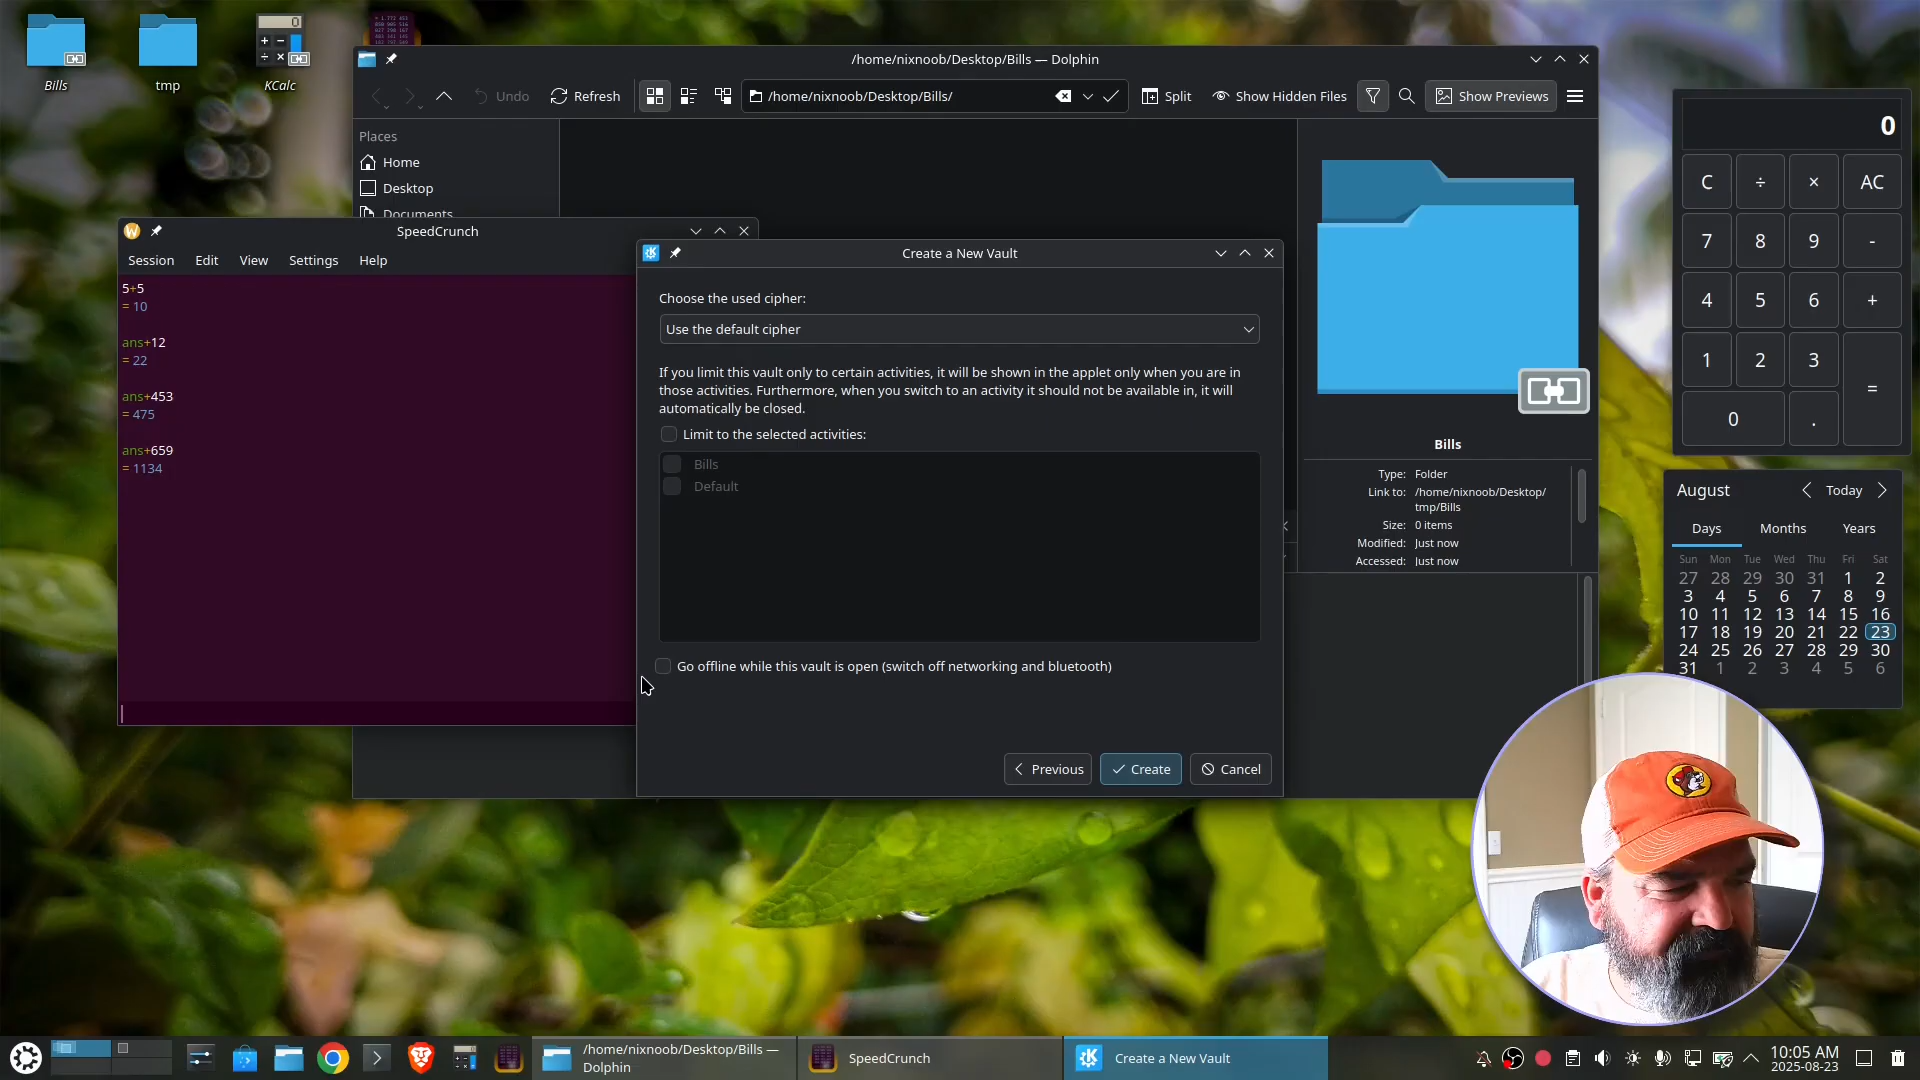 Bills
tmp
0
KCalc
/home/nixnoob/Desktop/Bills — Dolphin
Undo
Refresh
/home/nixnoob/Desktop/Bills/
Split
Show Hidden Files
Show Previews
Places
Home
Desktop
Documents
SpeedCrunch
Session Edit View Settings Help
5+5
= 10
ans+12
= 22
ans+453
= 475
ans+659
= 1134
Create a New Vault
Choose the used cipher:
Use the default cipher
If you limit this vault only to certain activities, it will be shown in the applet only when you are in
those activities. Furthermore, when you switch to an activity it should not be available in, it will
automatically be closed.
Limit to the selected activities:
Bills
Default
Go offline while this vault is open (switch off networking and bluetooth)
Previous
Create
Cancel
Bills
Type: Folder
Link to: /home/nixnoob/Desktop/
tmp/Bills
Size: 0 items
Modified: Just now
Accessed: Just now
0
C ÷ × AC
7 8 9 -
4 5 6 +
1 2 3 =
0 .
August
Today
Days Months Years
Sun Mon Tue Wed Thu Fri Sat
27 28 29 30 31 1 2
3 4 5 6 7 8 9
10 11 12 13 14 15 16
17 18 19 20 21 22 23
24 25 26 27 28 29 30
31 1 2 3 4 5 6
/home/nixnoob/Desktop/Bills —
Dolphin
SpeedCrunch
Create a New Vault
10:05 AM
2025-08-23